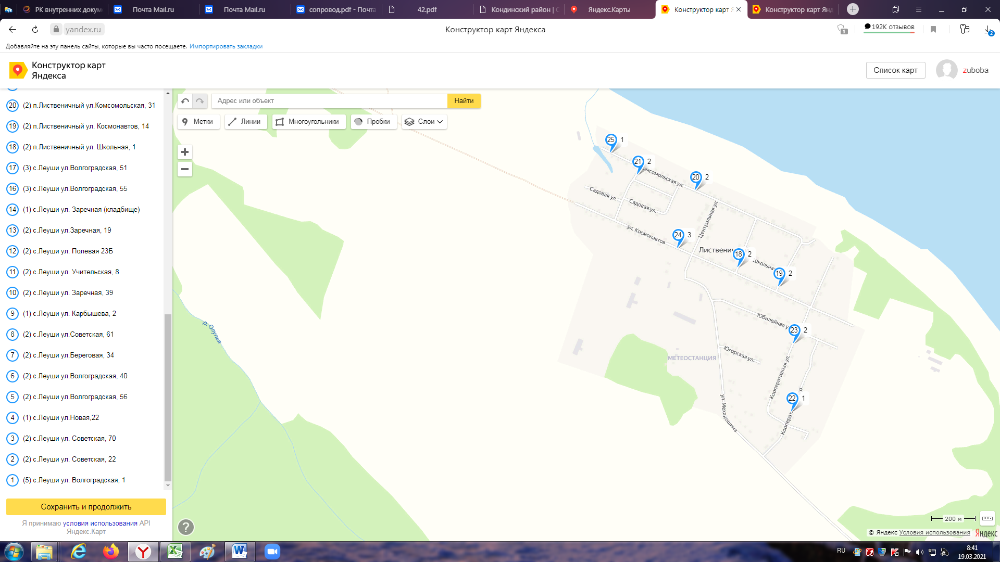 РК внутренних докум
Почта Mail.ru
Почта Mail.ru
сопровод.pdf - Почта
42.pdf
Кондинский район | С
Яндекс.Карты
Конструктор карт Я
Конструктор карт Янд
yandex.ru
Конструктор карт Яндекса
1
192K отзывов
2
Добавляйте на эту панель сайты, которые вы часто посещаете. Импортировать закладки
Конструктор карт
Яндекса
Список карт
zuboba
20 (2) п.Лиственичный ул.Комсомольская, 31
19 (2) п.Лиственичный ул. Космонавтов, 14
18 (2) п.Лиственичный ул. Школьная, 1
17 (3) с.Леуши ул.Волгоградская, 51
16 (3) с.Леуши ул.Волгоградская, 55
14 (1) с.Леуши ул. Заречная (кладбище)
13 (2) с.Леуши ул.Заречная, 19
12 (2) с.Леуши ул. Полевая 23Б
11 (2) с.Леуши ул. Учительская, 8
10 (2) с.Леуши ул. Заречная, 39
9 (1) с.Леуши ул. Карбышева, 2
8 (2) с.Леуши ул.Советская, 61
7 (2) с.Леуши ул.Береговая, 34
6 (2) с.Леуши ул.Волгоградская, 40
5 (2) с.Леуши ул.Волгоградская, 56
4 (1) с.Леуши ул.Новая,22
3 (2) с.Леуши ул. Советская, 70
2 (2) с.Леуши ул. Советская, 22
1 (5) с.Леуши ул. Волгоградская, 1
Сохранить и продолжить
Я принимаю условия использования API
Яндекс.Карт
Адрес или объект
Найти
Метки
Линии
Многоугольники
Пробки
Слои
25 1
21 2
омсомольская ул.
20 2
Садовая ул.
Садовая ул.
Центральная ул.
ул. Космонавтов
24 3
Лиственич
18 2
Школьная
19 2
Юбилейная у
23 2
Югорская ул.
МЕТЕОСТАНЦИЯ
Кооперативная ул.
22 1
Кооперат
р.
ул. Механошина
р. Олупья
?
200 м
© Яндекс Условия использования
Яндекс
RU
8:41
19.03.2021